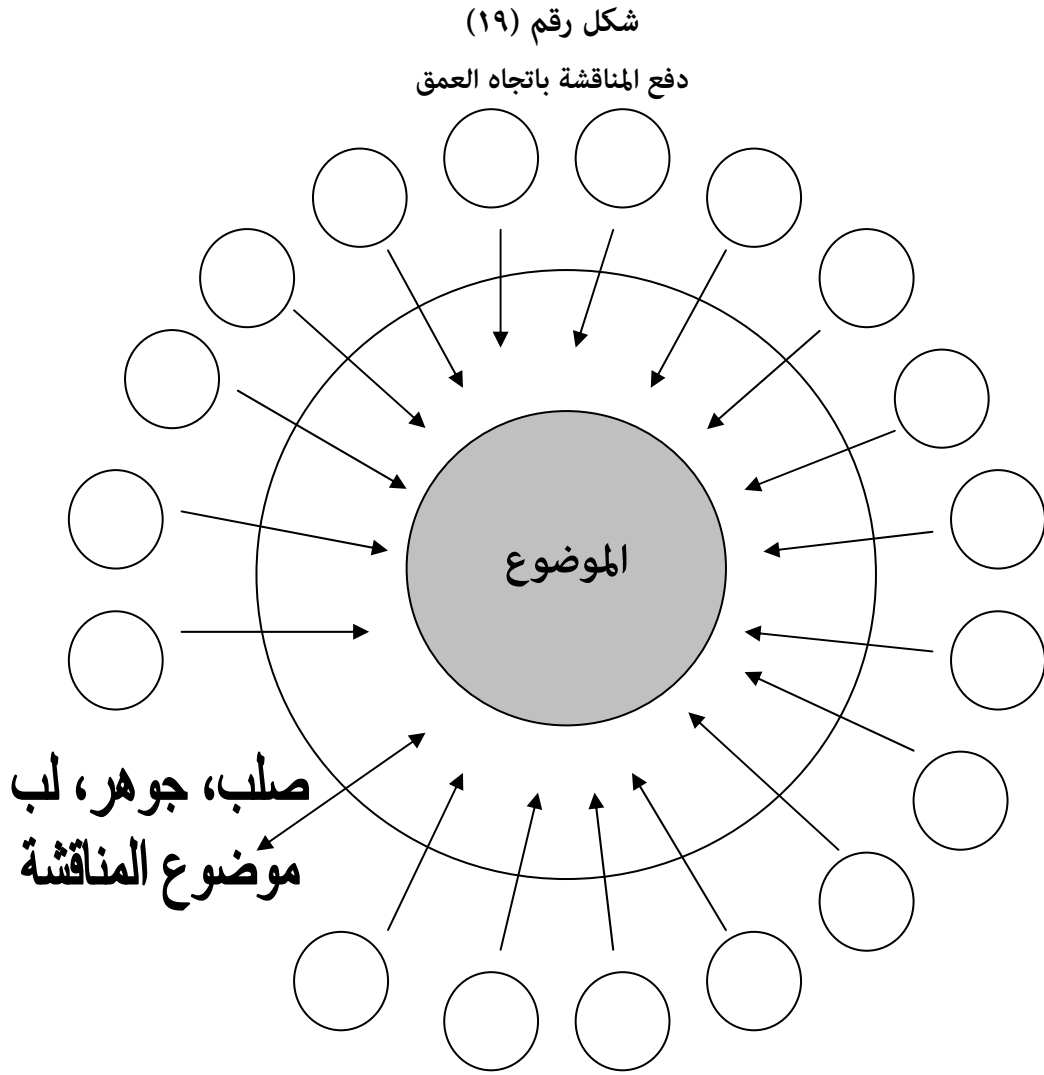 شكل رقم (١٩)
دفع المناقشة باتجاه العمق
الموضوع
صلب، جوهر، لب
موضوع المناقشة